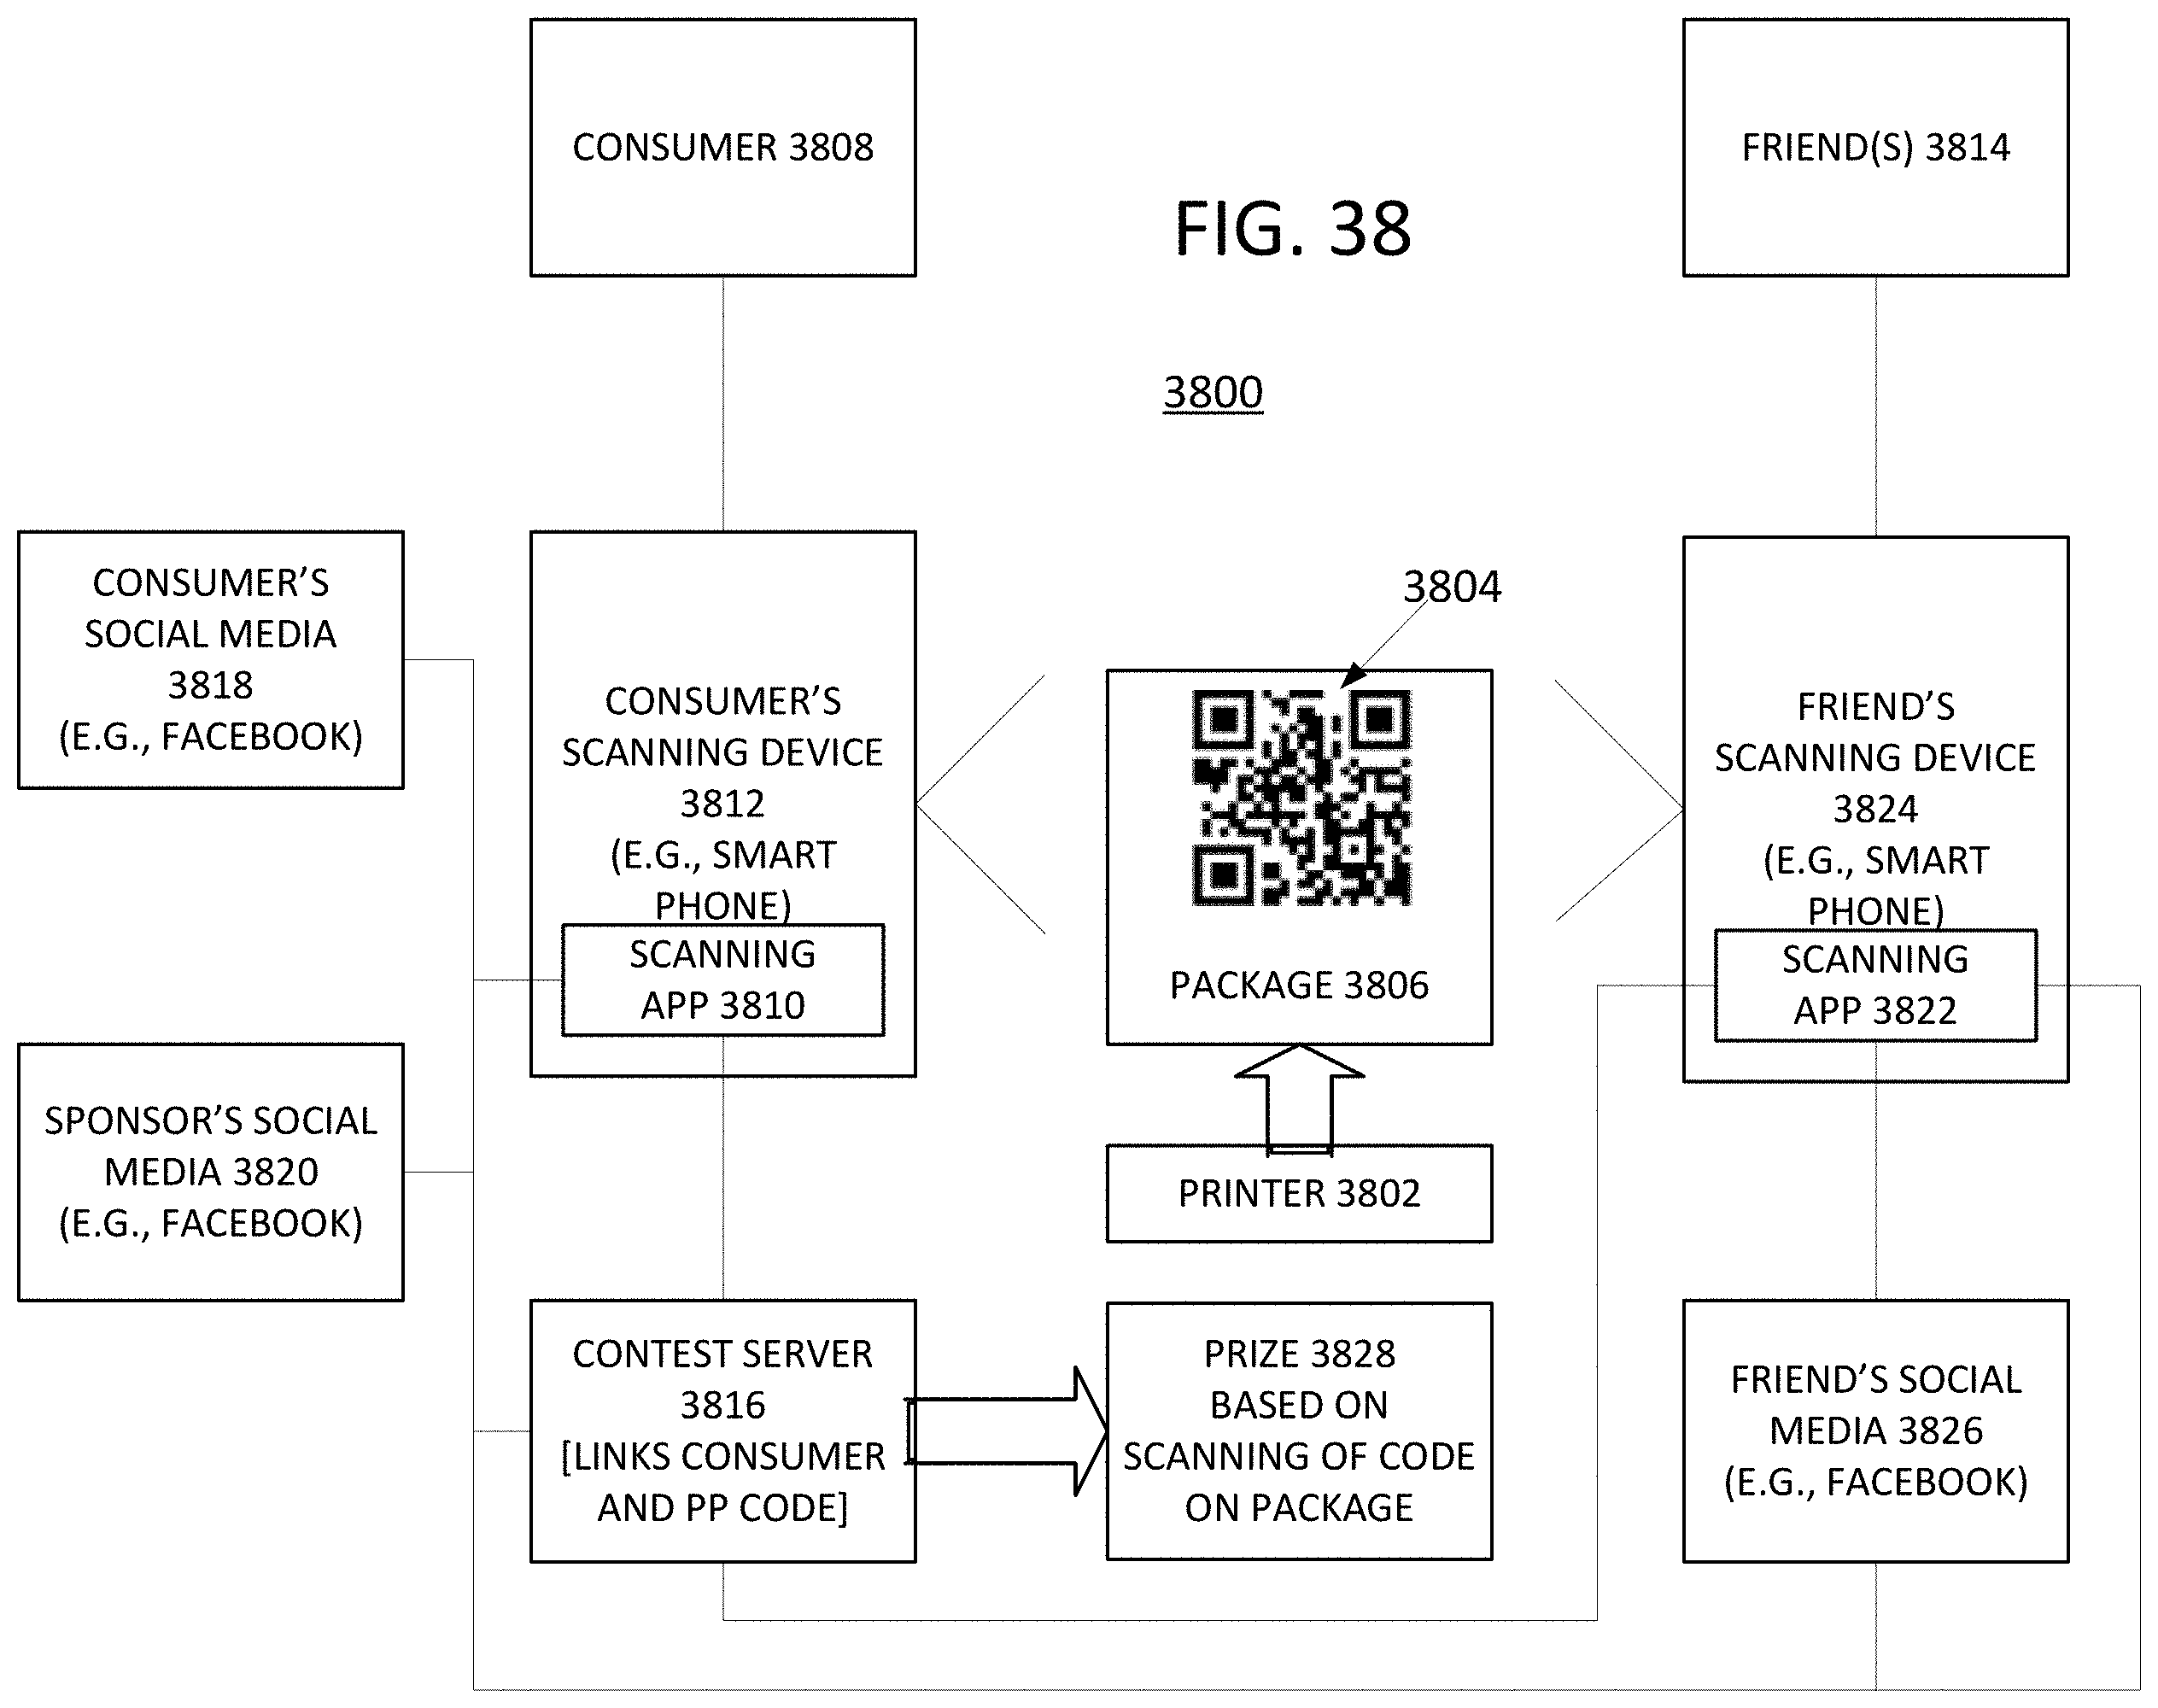 CONSUMER 3808
FRIEND(S) 3814
FIG. 38
3800
CONSUMER’S
SOCIAL MEDIA
3818
(E.G., FACEBOOK)
CONSUMER’S
SCANNING DEVICE
3812
(E.G., SMART
PHONE)
SCANNING
APP 3810
3804
PACKAGE 3806
FRIEND’S
SCANNING DEVICE
3824
(E.G., SMART
PHONE)
SCANNING
APP 3822
SPONSOR’S SOCIAL
MEDIA 3820
(E.G., FACEBOOK)
PRINTER 3802
CONTEST SERVER
3816
[LINKS CONSUMER
AND PP CODE]
PRIZE 3828
BASED ON
SCANNING OF CODE
ON PACKAGE
FRIEND’S SOCIAL
MEDIA 3826
(E.G., FACEBOOK)